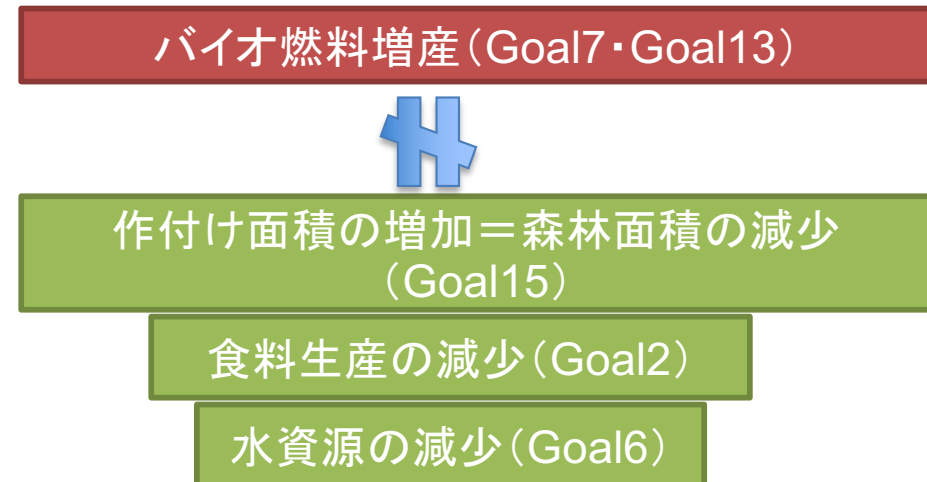 バイオ燃料増産（Goal7・Goal13）
作付け面積の増加＝森林面積の減少
（Goal15）
食料生産の減少（Goal2）
水資源の減少（Goal6）